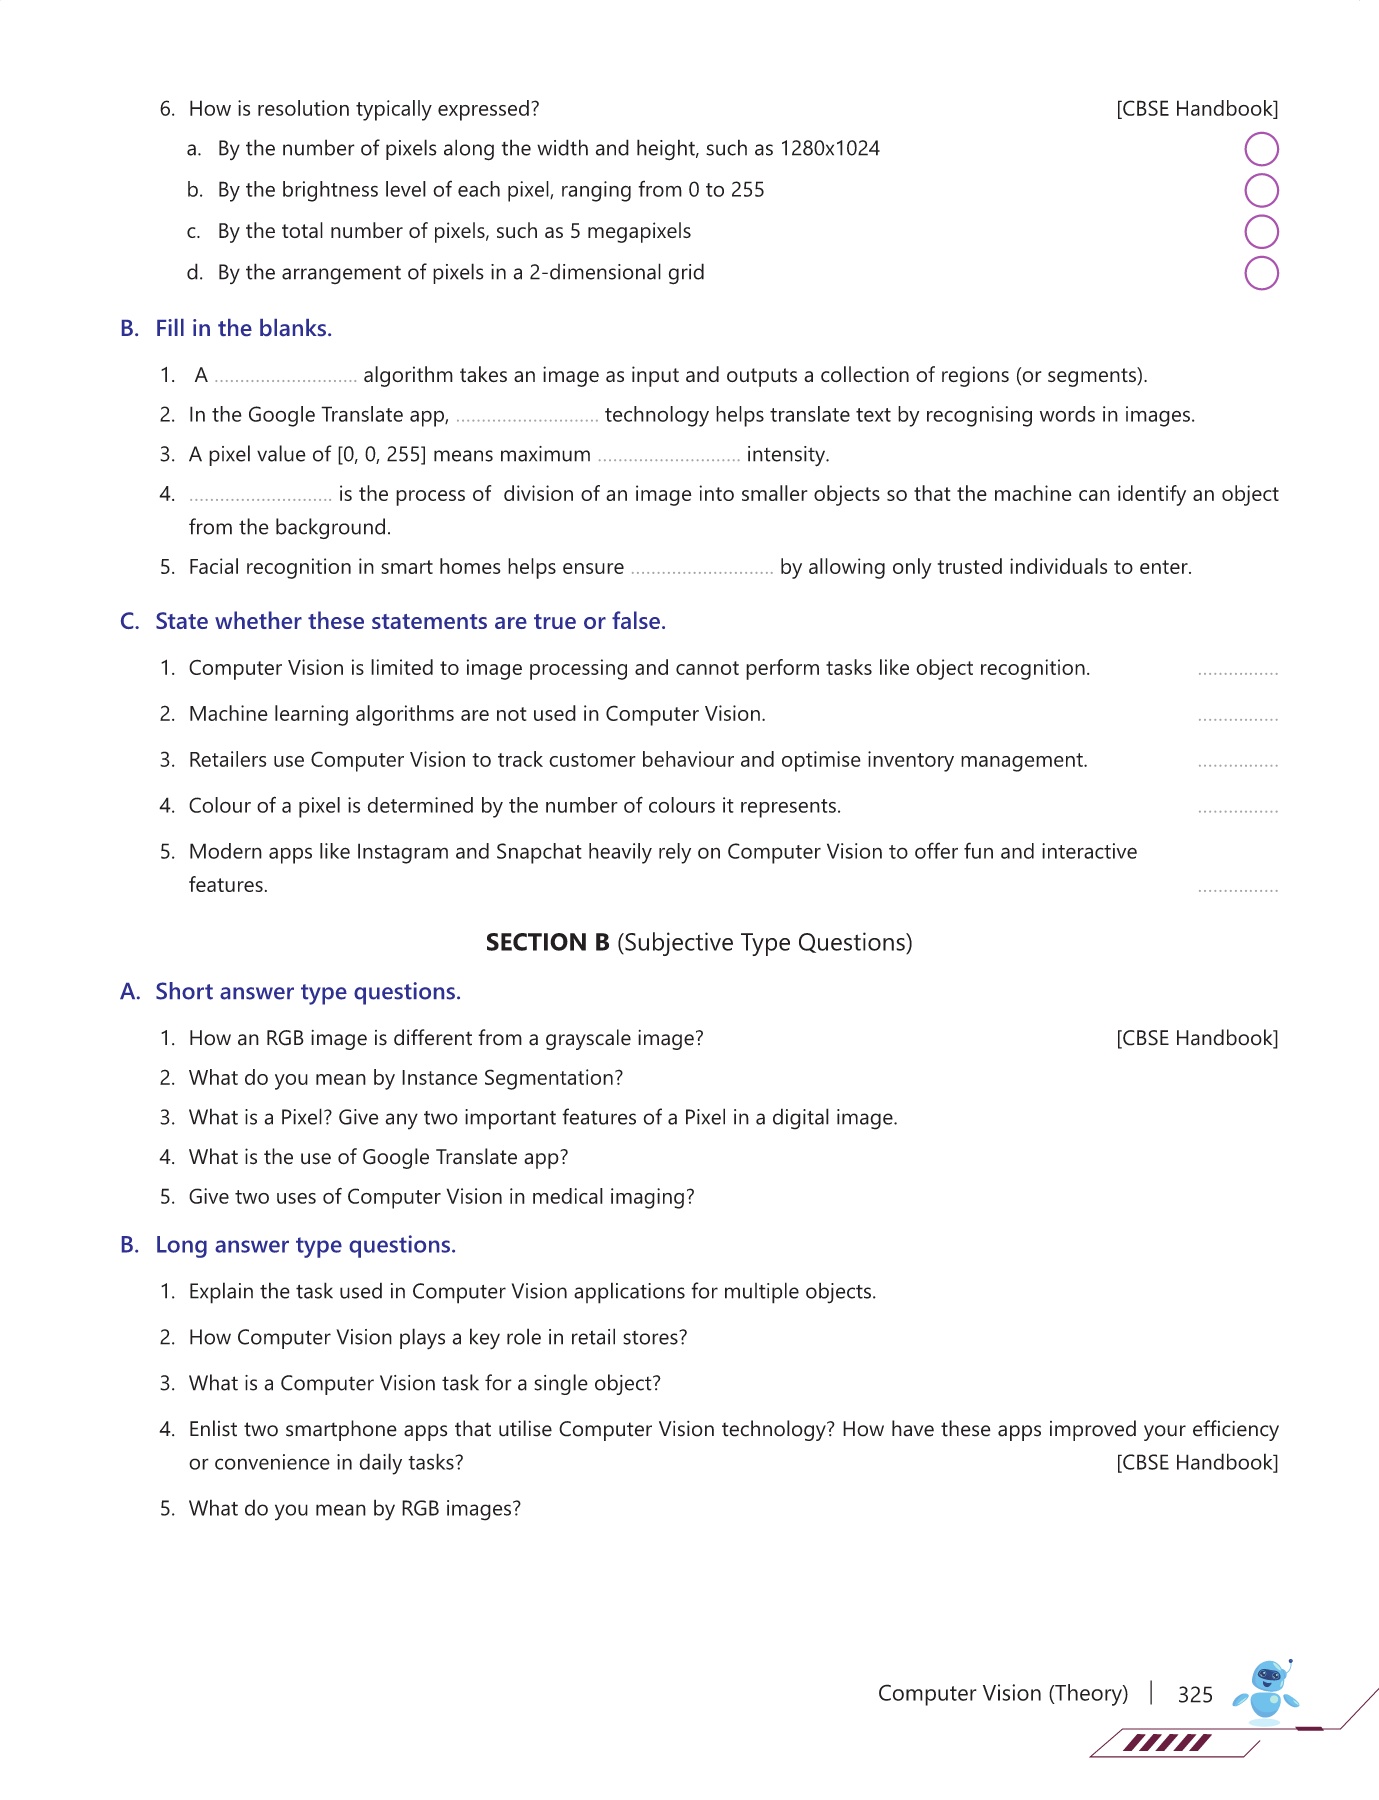 6. How is resolution typically expressed? [CBSE Handbook]
a. By the number of pixels along the width and height, such as 1280x1024
b. By the brightness level of each pixel, ranging from 0 to 255
c. By the total number of pixels, such as 5 megapixels
d. By the arrangement of pixels in a 2-dimensional grid
B. Fill in the blanks.
1. A ............................ algorithm takes an image as input and outputs a collection of regions (or segments).
2. In the Google Translate app, ............................ technology helps translate text by recognising words in images.
3. A pixel value of [0, 0, 255] means maximum ............................ intensity.
4. ............................ is the process of division of an image into smaller objects so that the machine can identify an object
from the background.
5. Facial recognition in smart homes helps ensure ............................ by allowing only trusted individuals to enter.
C. State whether these statements are true or false.
1. Computer Vision is limited to image processing and cannot perform tasks like object recognition. ................
2. Machine learning algorithms are not used in Computer Vision. ................
3. Retailers use Computer Vision to track customer behaviour and optimise inventory management. ................
4. Colour of a pixel is determined by the number of colours it represents. ................
5. Modern apps like Instagram and Snapchat heavily rely on Computer Vision to offer fun and interactive
features. ................
SECTION B (Subjective Type Questions)
A. Short answer type questions.
1. How an RGB image is different from a grayscale image? [CBSE Handbook]
2. What do you mean by Instance Segmentation?
3. What is a Pixel? Give any two important features of a Pixel in a digital image.
4. What is the use of Google Translate app?
5. Give two uses of Computer Vision in medical imaging?
B. Long answer type questions.
1. Explain the task used in Computer Vision applications for multiple objects.
2. How Computer Vision plays a key role in retail stores?
3. What is a Computer Vision task for a single object?
4. Enlist two smartphone apps that utilise Computer Vision technology? How have these apps improved your efficiency
or convenience in daily tasks? [CBSE Handbook]
5. What do you mean by RGB images?
Computer Vision (Theory) | 325